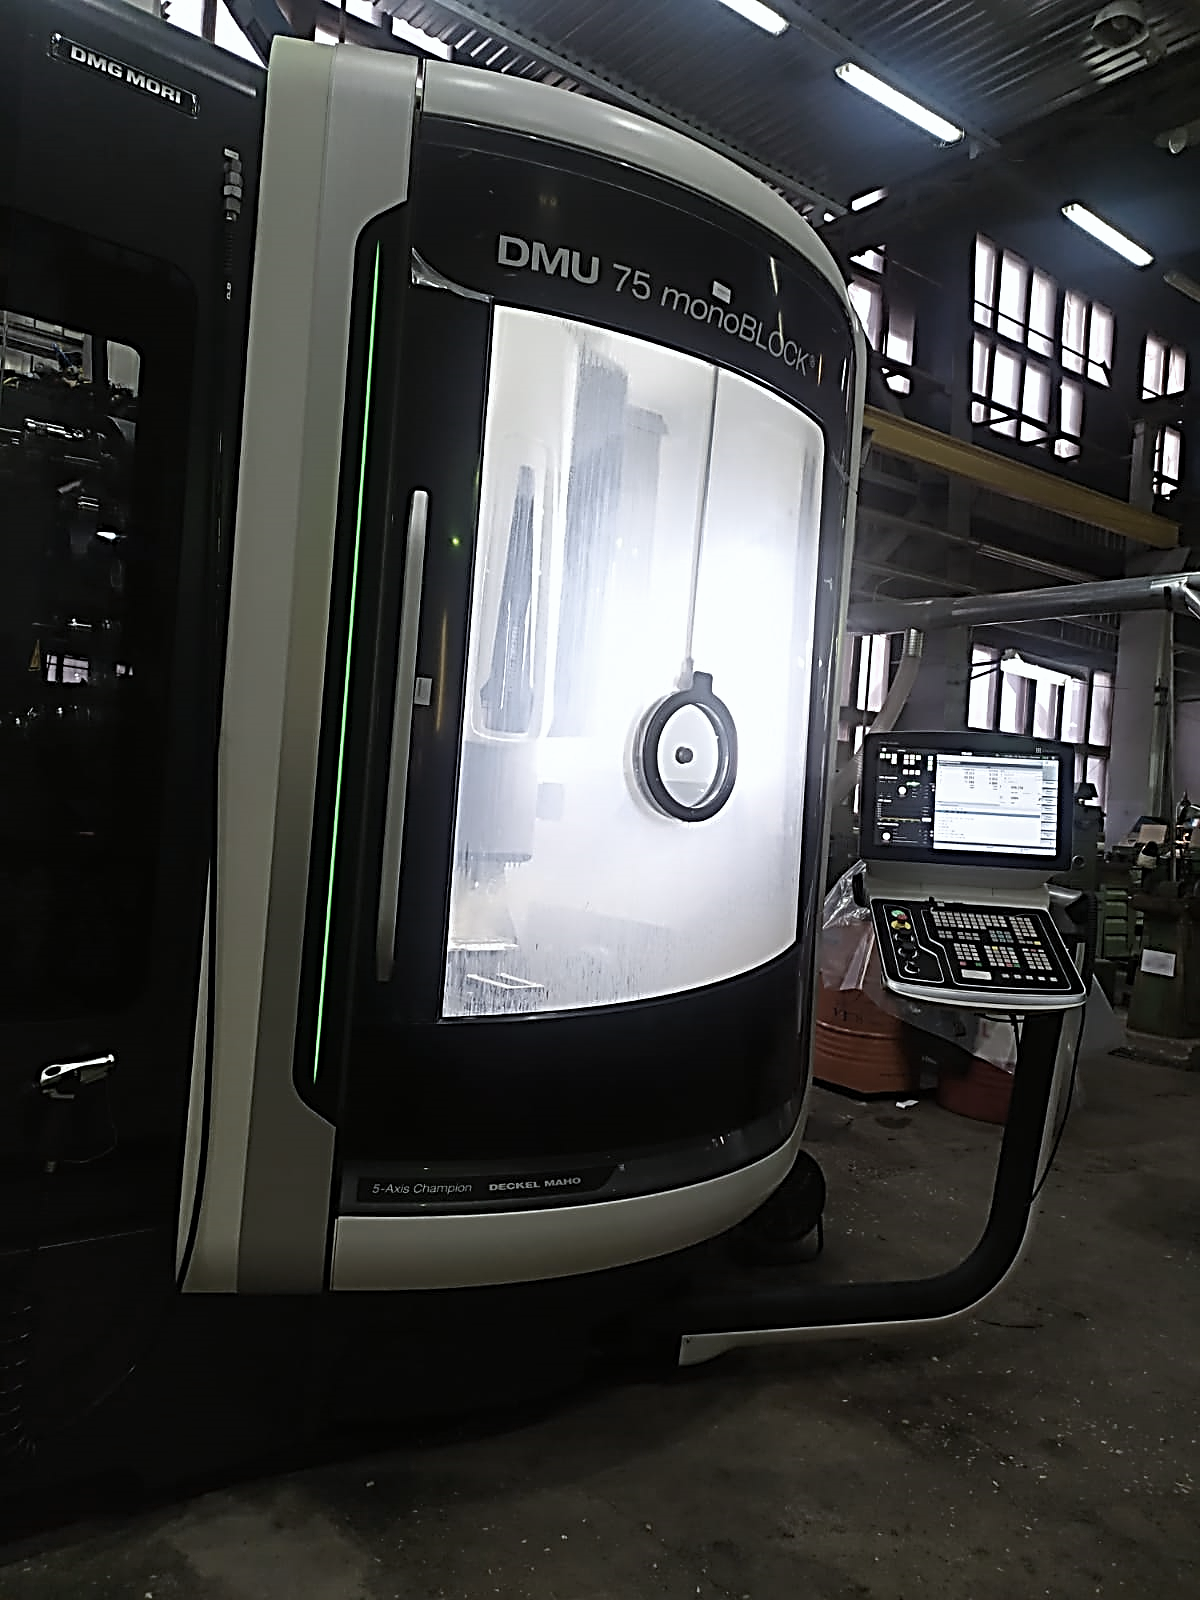 DMG MORI
DMU 75 monoBLOCK®
5-Axis Champion DECKEL MAHO